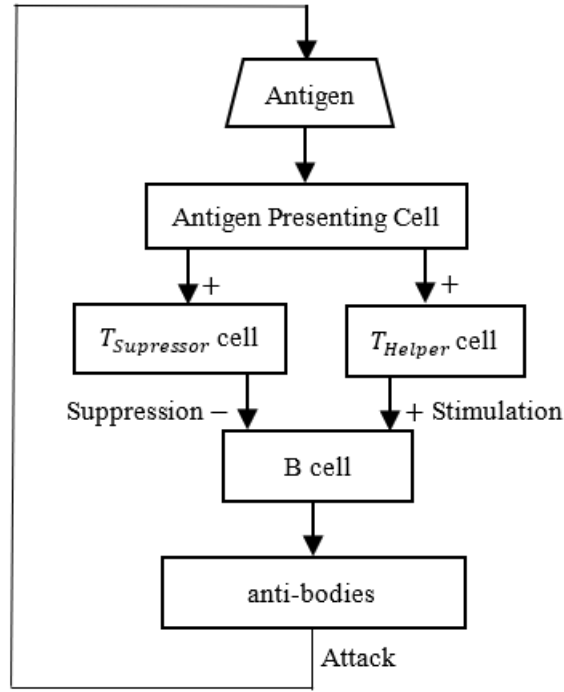 Antigen
Antigen Presenting Cell
+ +
T_Supressor cell T_Helper cell
Suppression − + Stimulation
B cell
anti-bodies
Attack